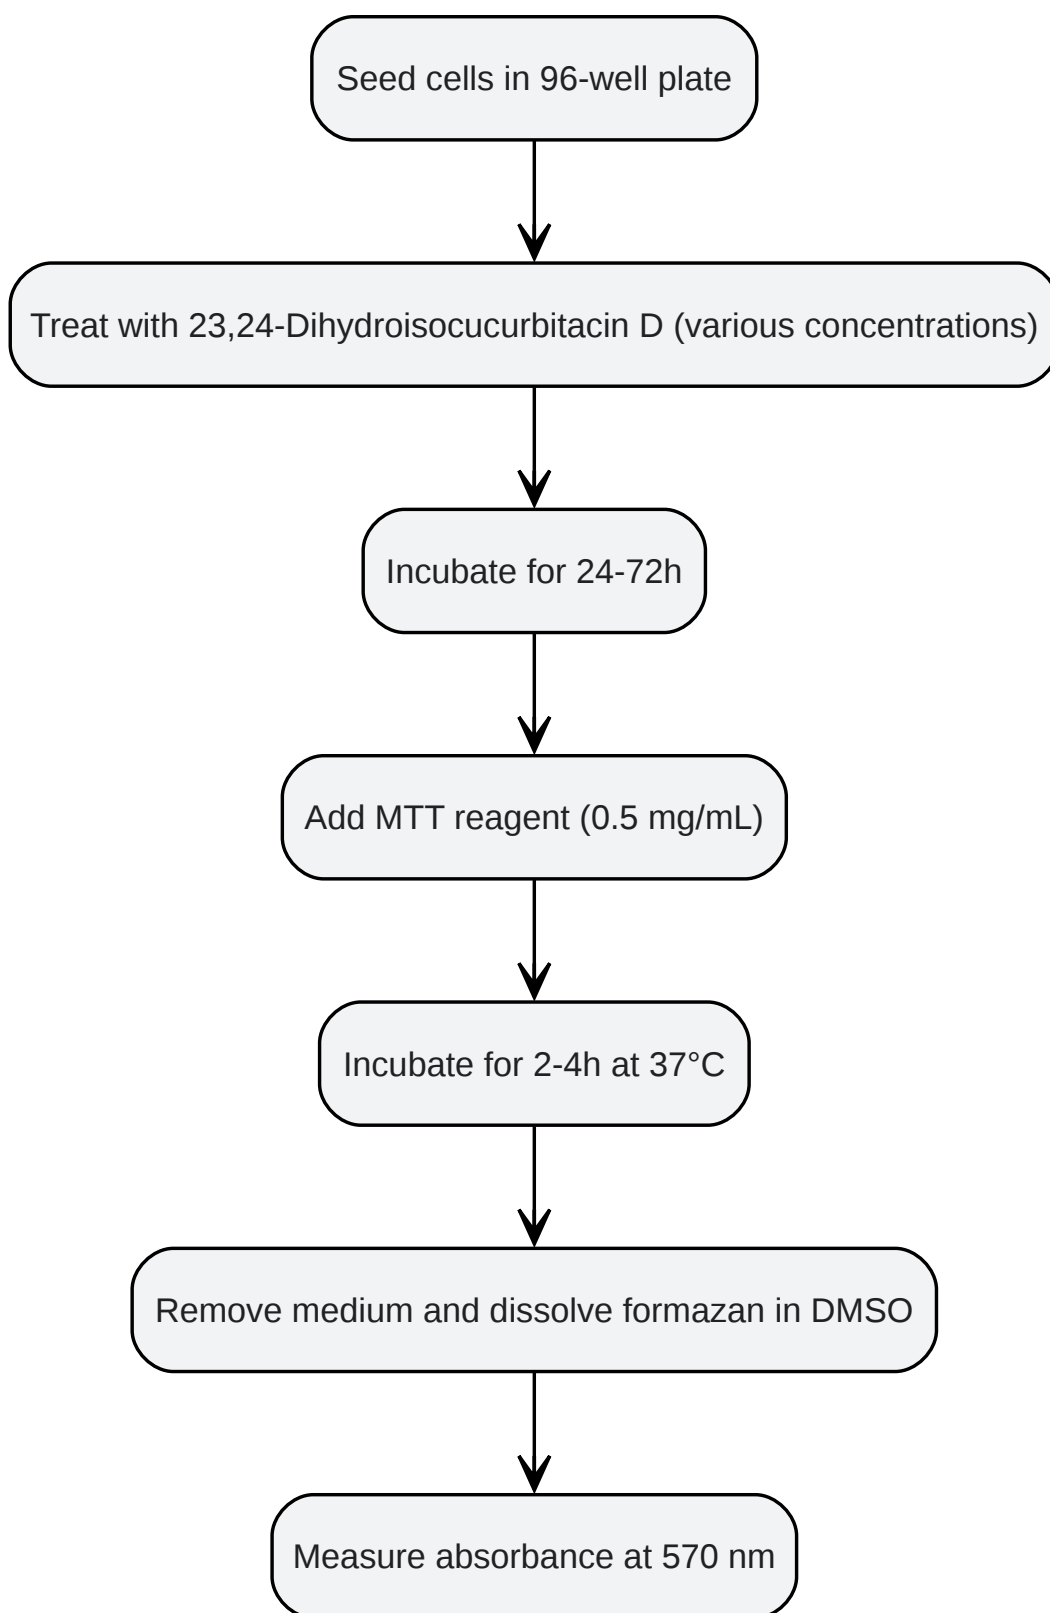 Seed cells in 96-well plate
Treat with 23,24-Dihydroisocucurbitacin D (various concentrations)
Incubate for 24-72h
Add MTT reagent (0.5 mg/mL)
Incubate for 2-4h at 37°C
Remove medium and dissolve formazan in DMSO
Measure absorbance at 570 nm